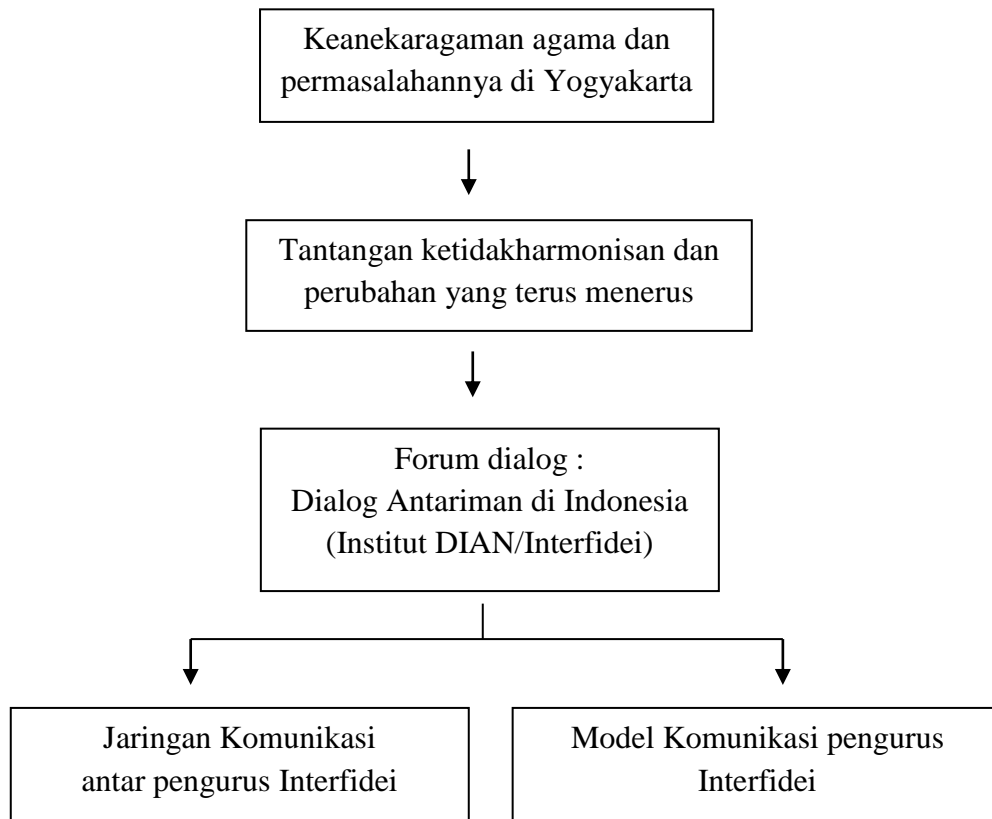 Keanekaragaman agama dan
permasalahannya di Yogyakarta
Tantangan ketidakharmonisan dan
perubahan yang terus menerus
Forum dialog :
Dialog Antariman di Indonesia
(Institut DIAN/Interfidei)
Jaringan Komunikasi
antar pengurus Interfidei
Model Komunikasi pengurus
Interfidei